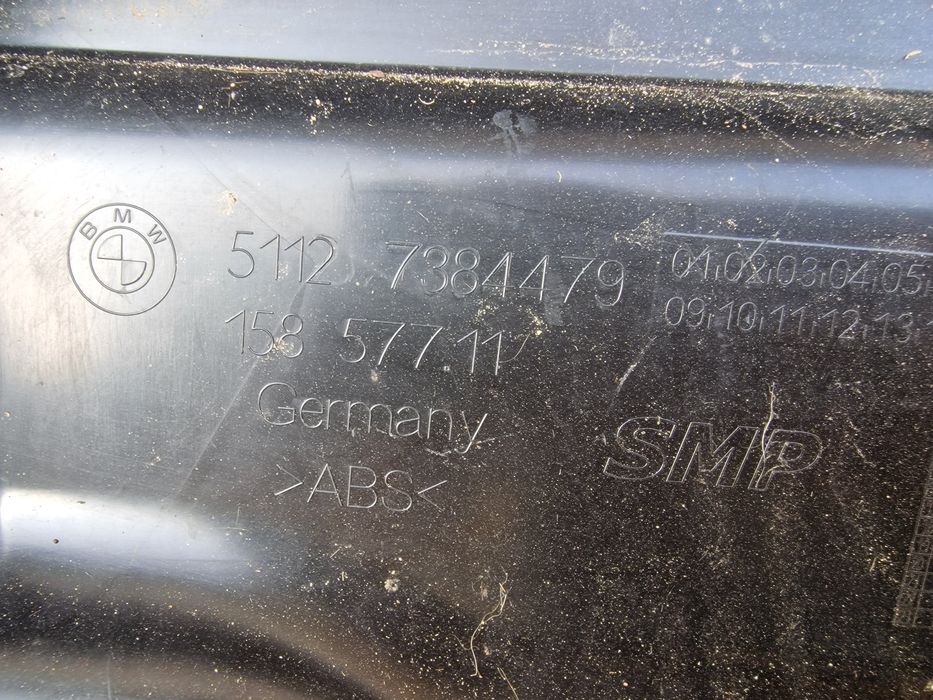 BMW
5112 7384479
158 577.11
Germany
>ABS<
01 02 03 04 05
09 10 11 12 13
SMP